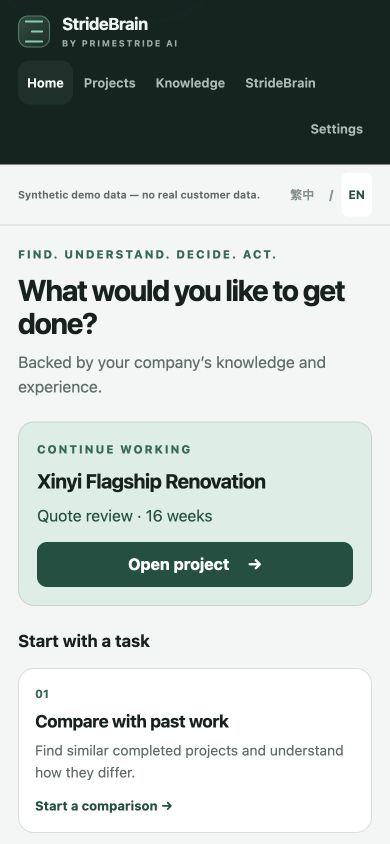 StrideBrain
BY PRIMESTRIDE AI
Home Projects Knowledge StrideBrain
Settings
Synthetic demo data — no real customer data. 繁中 / EN
FIND. UNDERSTAND. DECIDE. ACT.
What would you like to get
done?
Backed by your company’s knowledge and
experience.
CONTINUE WORKING
Xinyi Flagship Renovation
Quote review · 16 weeks
Open project →
Start with a task
01
Compare with past work
Find similar completed projects and understand
how they differ.
Start a comparison →